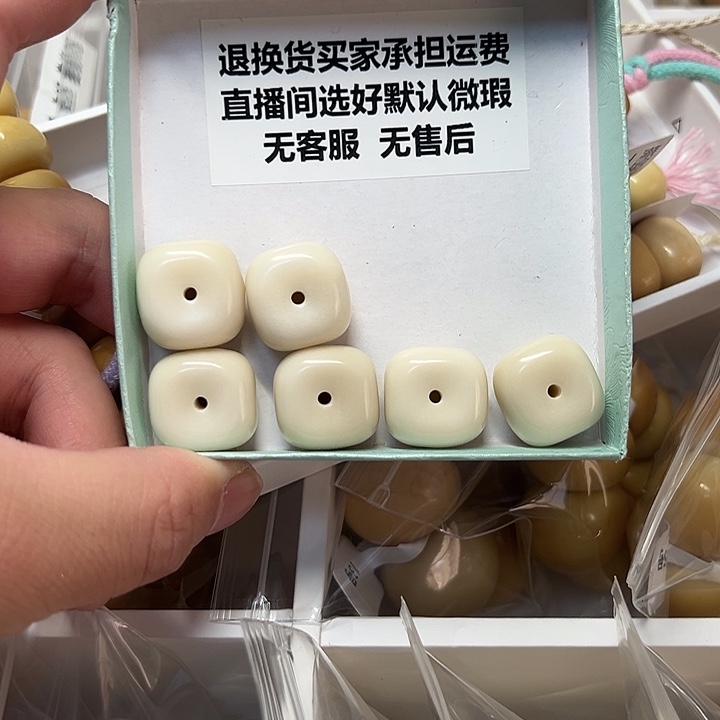 退换货买家承担运费
直播间选好默认微瑕
无客服 无售后